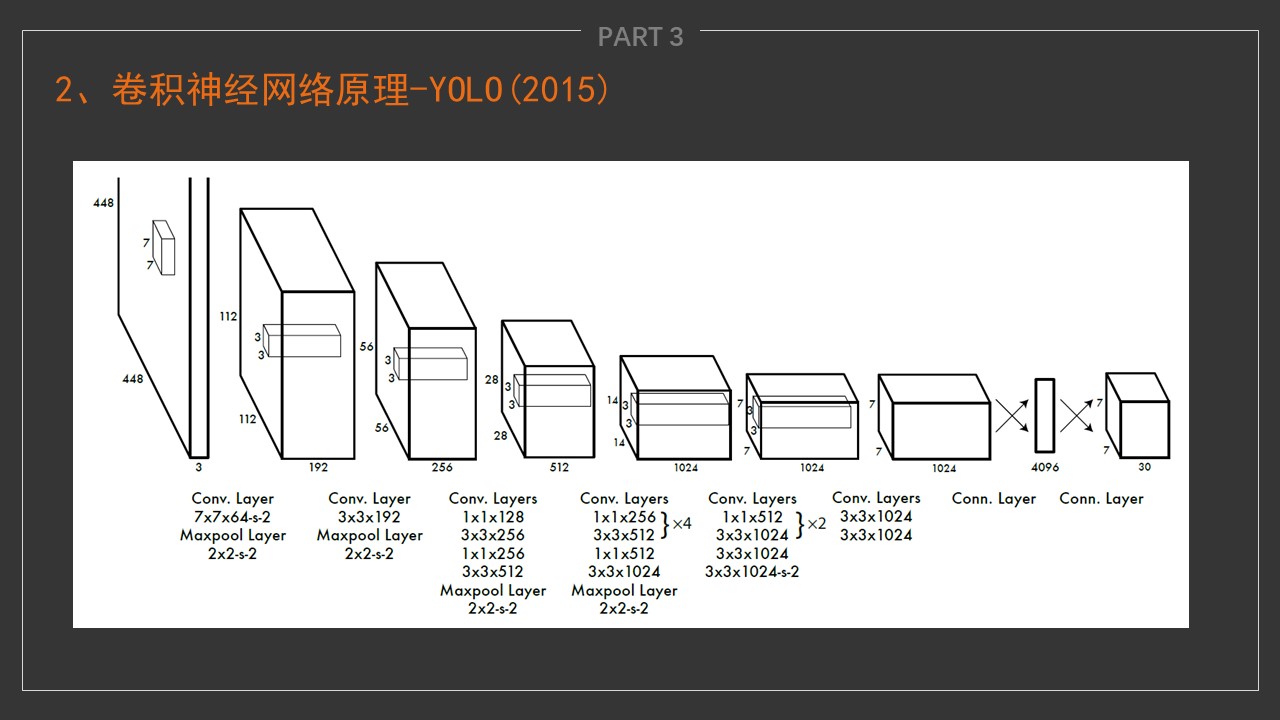 PART 3
2、卷积神经网络原理-YOLO(2015)
448
7
7
448
3
112
3
3
112
192
56
3
3
56
256
28
3
3
28
512
14
3
3
14
1024
7
3
3
7
1024
7
7
1024
4096
7
7
30
Conv. Layer
7x7x64-s-2
Maxpool Layer
2x2-s-2
Conv. Layer
3x3x192
Maxpool Layer
2x2-s-2
Conv. Layers
1x1x128
3x3x256
1x1x256
3x3x512
Maxpool Layer
2x2-s-2
Conv. Layers
1x1x256
3x3x512
}×4
1x1x512
3x3x1024
Maxpool Layer
2x2-s-2
Conv. Layers
1x1x512
3x3x1024
}×2
3x3x1024
3x3x1024-s-2
Conv. Layers
3x3x1024
3x3x1024
Conn. Layer
Conn. Layer